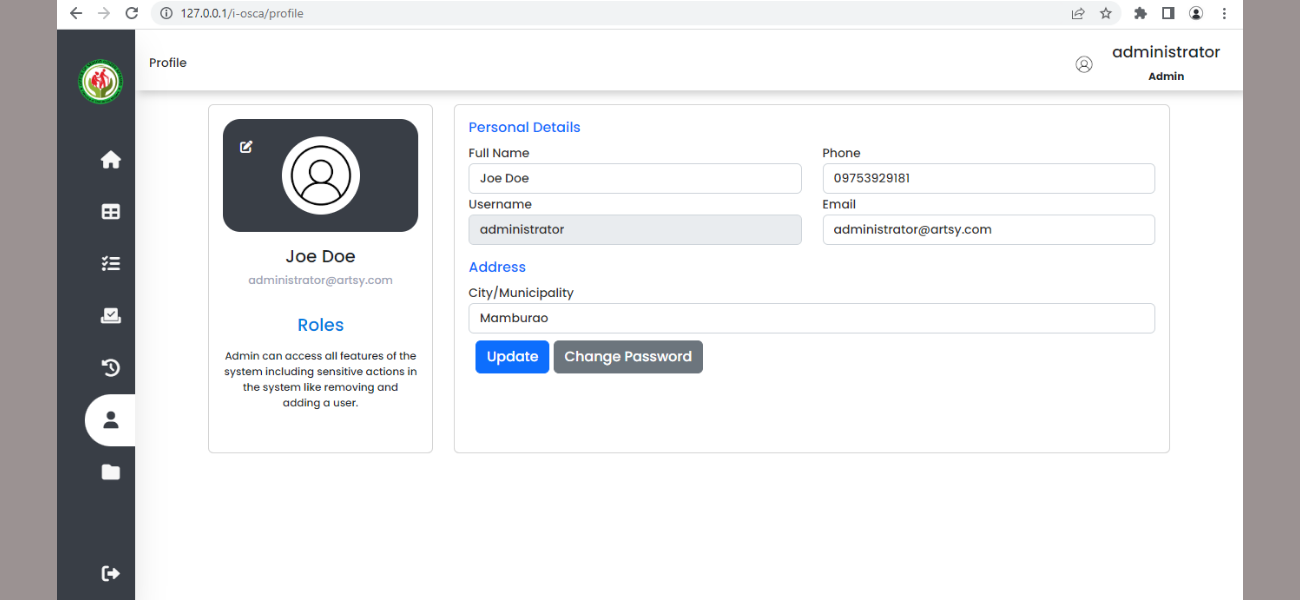 127.0.0.1/i-osca/profile
Profile
administrator
Admin
Joe Doe
administrator@artsy.com
Roles
Admin can access all features of the
system including sensitive actions in
the system like removing and
adding a user.
Personal Details
Full Name
Phone
Joe Doe
09753929181
Username
Email
administrator
administrator@artsy.com
Address
City/Municipality
Mamburao
Update
Change Password